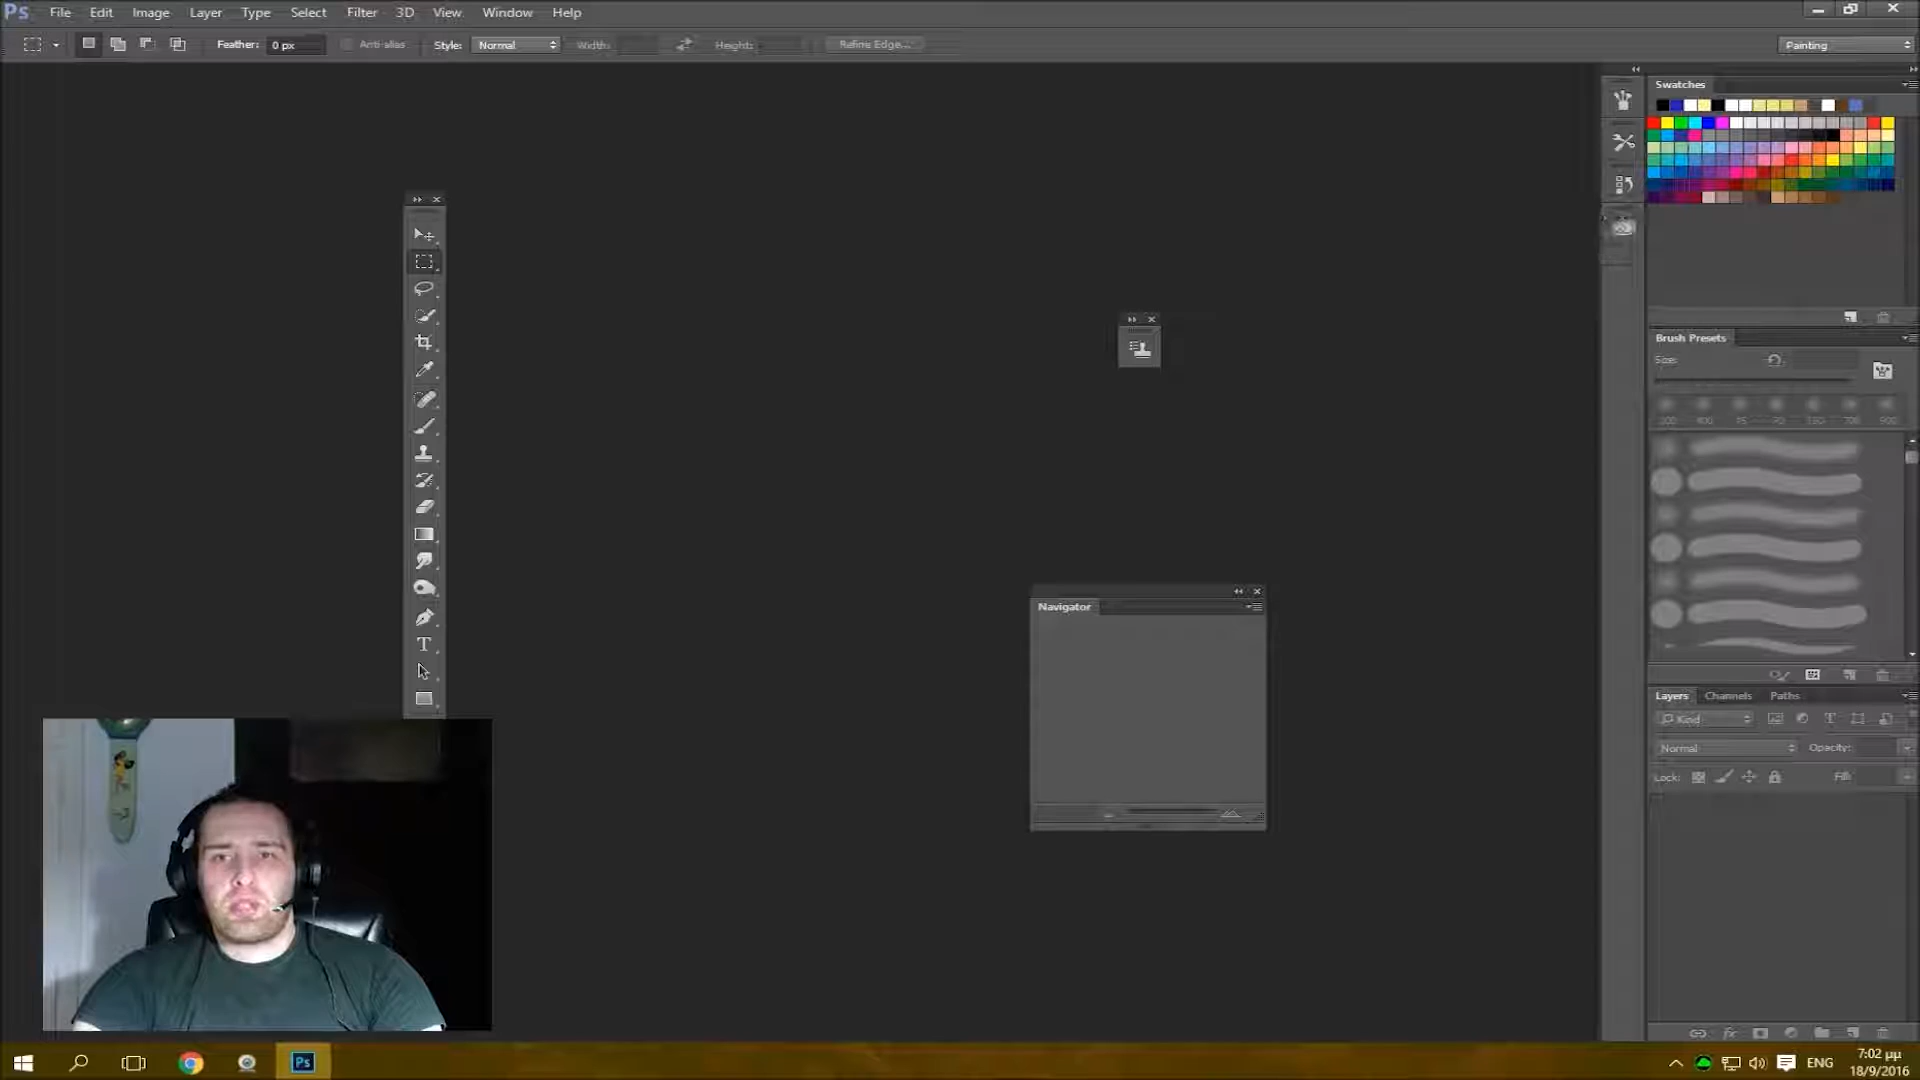 Ps File Edit Image Layer Type Select Filter 3D View Window Help
Feather: 0 px Anti-alias Style: Normal Width: Height: Refine Edge... Painting
Swatches
Brush Presets
Size:
Navigator
Layers Channels Paths
Kind
Normal Opacity:
Lock: Fill:
T
Ps
ENG
7:02 μμ
18/9/2016